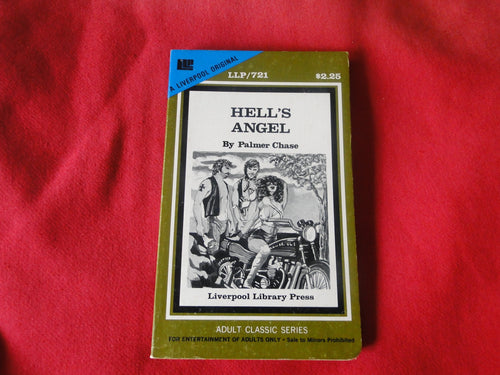 LLP
A LIVERPOOL ORIGINAL
LLP/721 $2.25
HELL'S
ANGEL
By Palmer Chase
Liverpool Library Press
ADULT CLASSIC SERIES
FOR ENTERTAINMENT OF ADULTS ONLY • Sale to Minors Prohibited